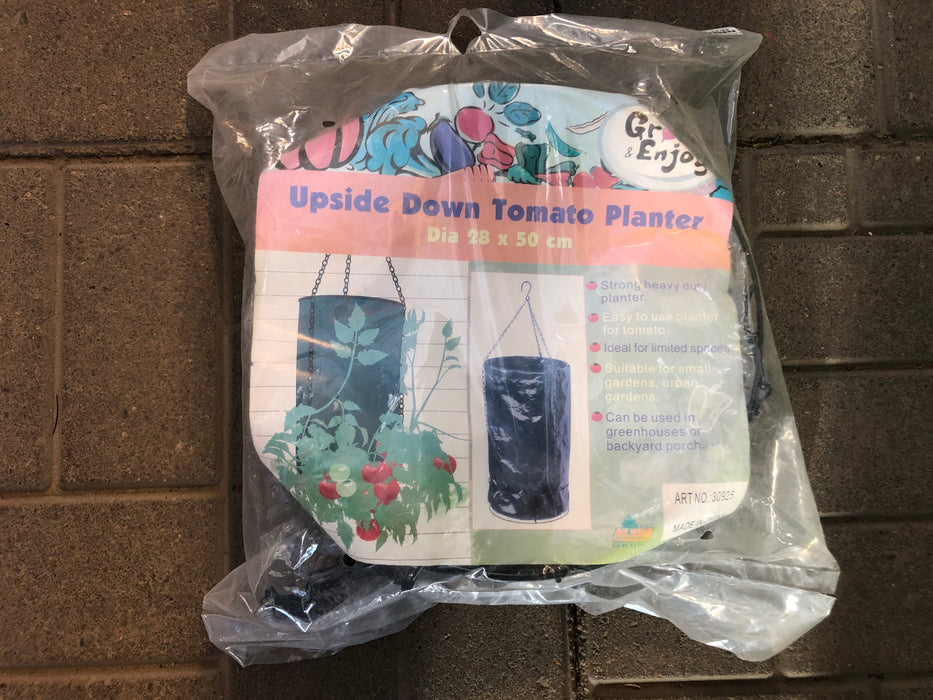 Gr
& Enjoy
Upside Down Tomato Planter
Dia 28 x 50 cm
Strong heavy duty
planter.
Easy to use planter
for tomato.
Ideal for limited spaces
Suitable for small
gardens, urban
gardens.
Can be used in
greenhouses or
backyard porch.
ART NO.:30925
MADE IN